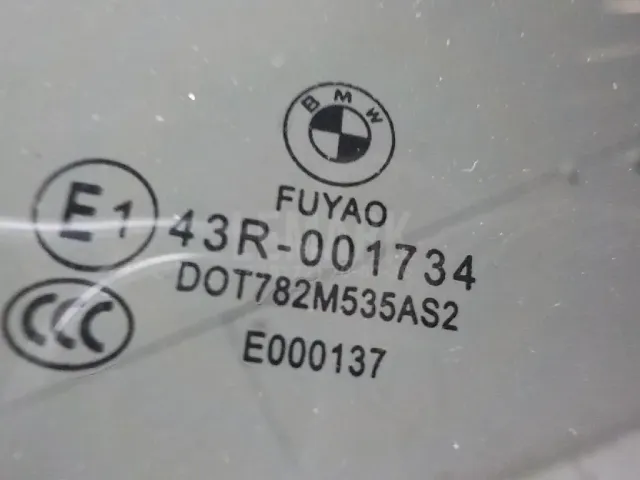 BMW
FUYAO
E1
43R-001734
DOT782M535AS2
CCC
E000137